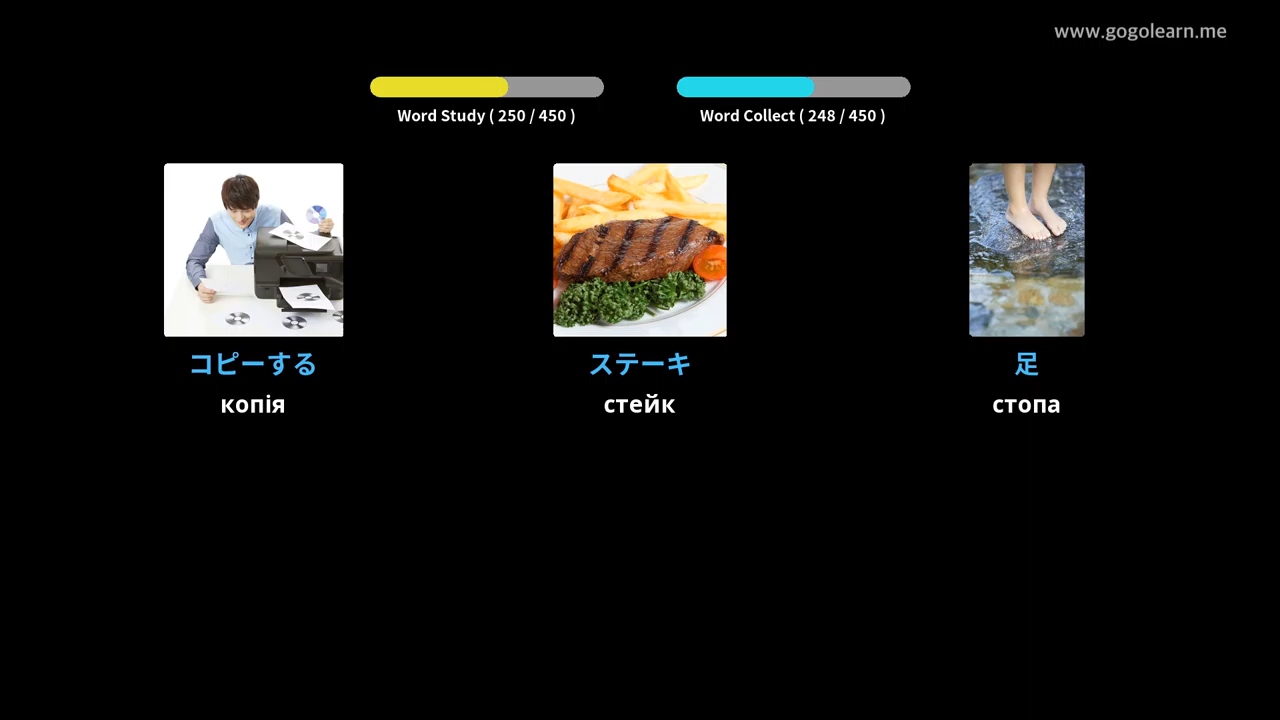 www.gogolearn.me
Word Study ( 250 / 450 )
Word Collect ( 248 / 450 )
コピーする
ステーキ
足
копія
стейк
стопа